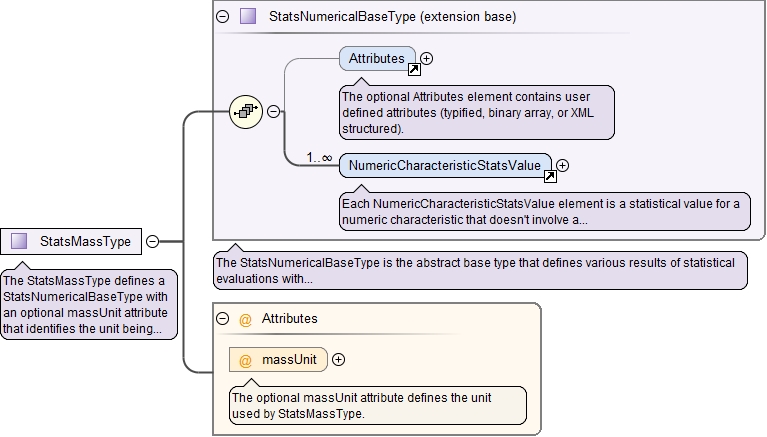 StatsNumericalBaseType (extension base)
Attributes
The optional Attributes element contains user
defined attributes (typified, binary array, or XML
structured).
1..∞
NumericCharacteristicStatsValue
Each NumericCharacteristicStatsValue element is a statistical value for a
numeric characteristic that doesn't involve a...
StatsMassType
The StatsMassType defines a
StatsNumericalBaseType with
an optional massUnit attribute
that identifies the unit being...
The StatsNumericalBaseType is the abstract base type that defines various results of statistical
evaluations with...
@ Attributes
@ massUnit
The optional massUnit attribute defines the unit
used by StatsMassType.